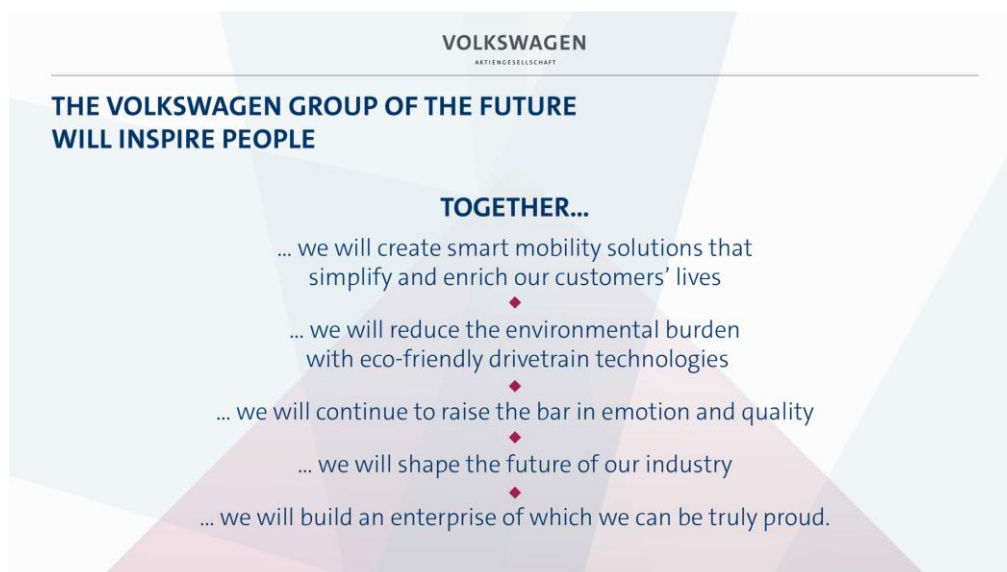 VOLKSWAGEN
AKTIENGESELLSCHAFT
THE VOLKSWAGEN GROUP OF THE FUTURE
WILL INSPIRE PEOPLE
TOGETHER...
... we will create smart mobility solutions that
simplify and enrich our customers’ lives
... we will reduce the environmental burden
with eco-friendly drivetrain technologies
... we will continue to raise the bar in emotion and quality
... we will shape the future of our industry
... we will build an enterprise of which we can be truly proud.